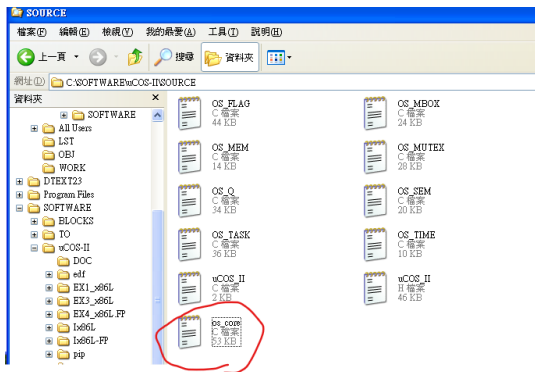 SOURCE
檔案(F) 編輯(E) 檢視(V) 我的最愛(A) 工具(T) 說明(H)
上一頁 搜尋 資料夾
網址(D) C:\SOFTWARE\uCOS-II\SOURCE
資料夾
SOFTWARE
All Users
LST
OBJ
WORK
DTEXT23
Program Files
SOFTWARE
BLOCKS
TO
uCOS-II
DOC
edf
EX1_x86L
EX3_x86L
EX4_x86L.FP
Ix86L
Ix86L-FP
pip
OS_FLAG
C 檔案
44 KB
OS_MBOX
C 檔案
24 KB
OS_MEM
C 檔案
14 KB
OS_MUTEX
C 檔案
28 KB
OS_Q
C 檔案
34 KB
OS_SEM
C 檔案
20 KB
OS_TASK
C 檔案
36 KB
OS_TIME
C 檔案
10 KB
uCOS_II
C 檔案
2 KB
uCOS_II
H 檔案
46 KB
os_core
C 檔案
53 KB